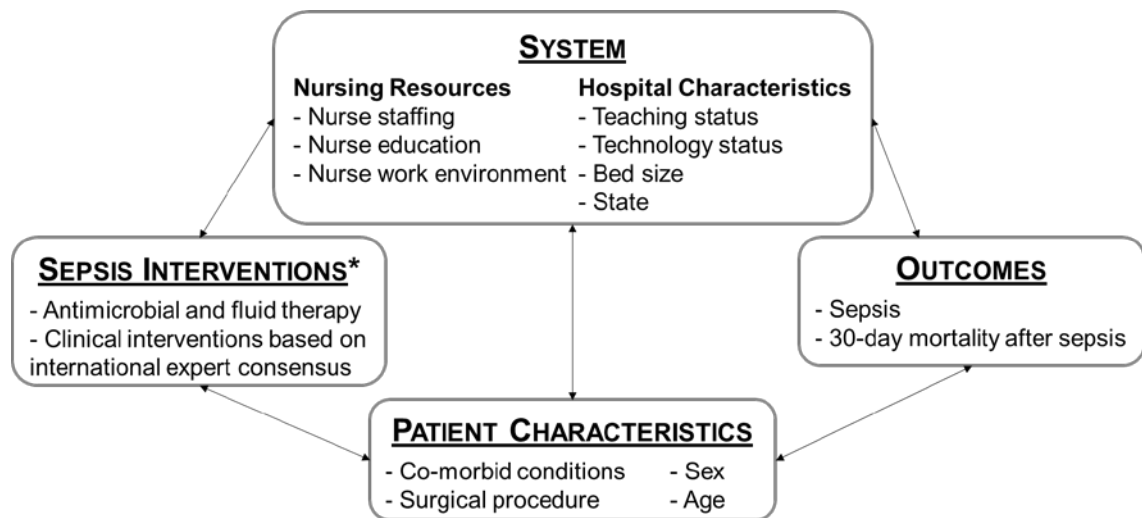 SYSTEM
Nursing Resources
- Nurse staffing
- Nurse education
- Nurse work environment
Hospital Characteristics
- Teaching status
- Technology status
- Bed size
- State
SEPSIS INTERVENTIONS*
- Antimicrobial and fluid therapy
- Clinical interventions based on
international expert consensus
OUTCOMES
- Sepsis
- 30-day mortality after sepsis
PATIENT CHARACTERISTICS
- Co-morbid conditions
- Surgical procedure
- Sex
- Age